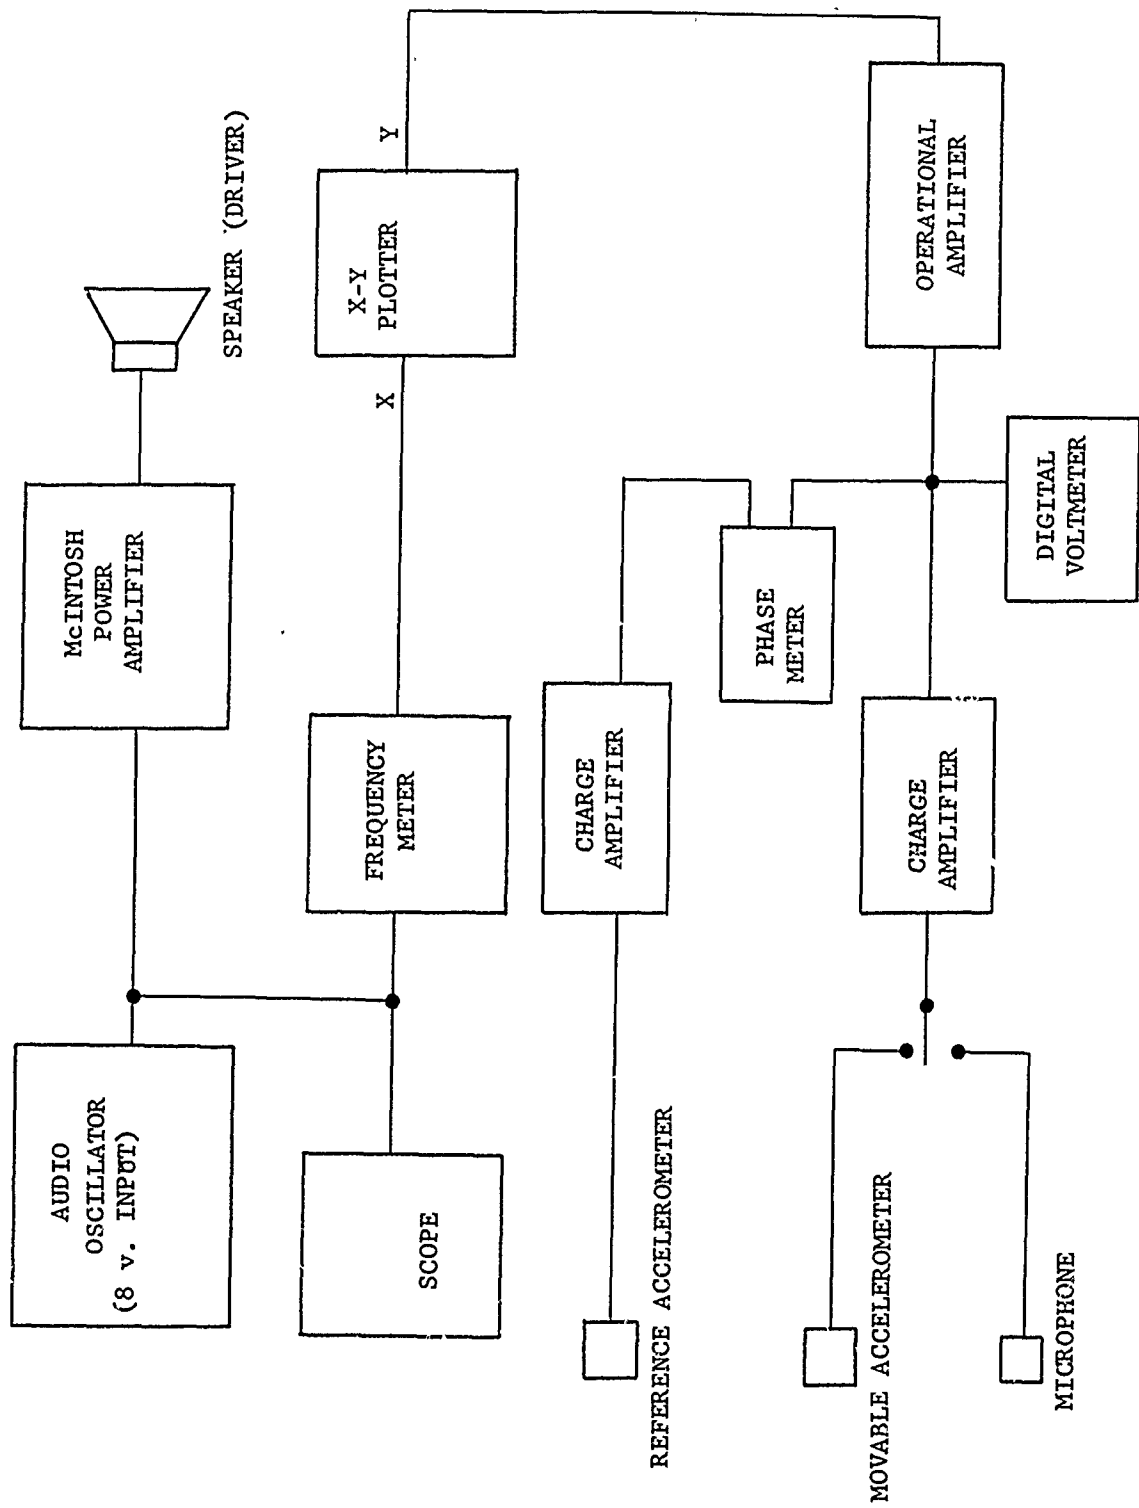 AUDIO
OSCILLATOR
(8 v. INPUT)
McINTOSH
POWER
AMPLIFIER
SPEAKER (DRIVER)
SCOPE
FREQUENCY
METER
X
X-Y
PLOTTER
Y
REFERENCE ACCELEROMETER
CHARGE
AMPLIFIER
PHASE
METER
MOVABLE ACCELEROMETER
MICROPHONE
CHARGE
AMPLIFIER
DIGITAL
VOLTMETER
OPERATIONAL
AMPLIFIER